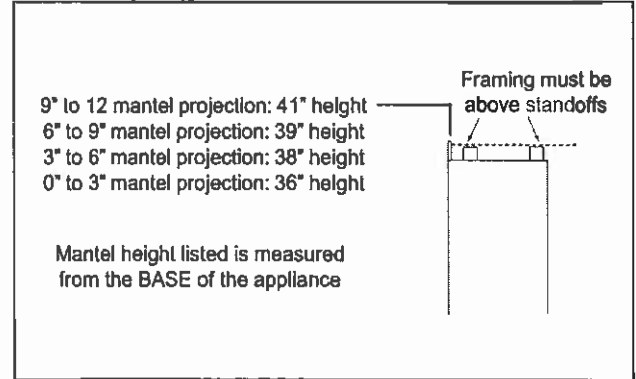 9" to 12 mantel projection: 41" height
6" to 9" mantel projection: 39" height
3" to 6" mantel projection: 38" height
0" to 3" mantel projection: 36" height
Mantel height listed is measured
from the BASE of the appliance
Framing must be
above standoffs